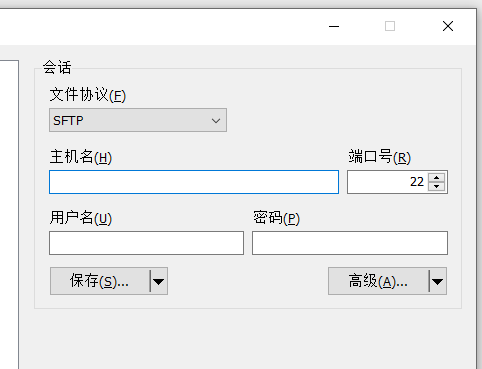 会话
文件协议(F)
SFTP
主机名(H) 端口号(R)
22
用户名(U) 密码(P)
保存(S)... 高级(A)...